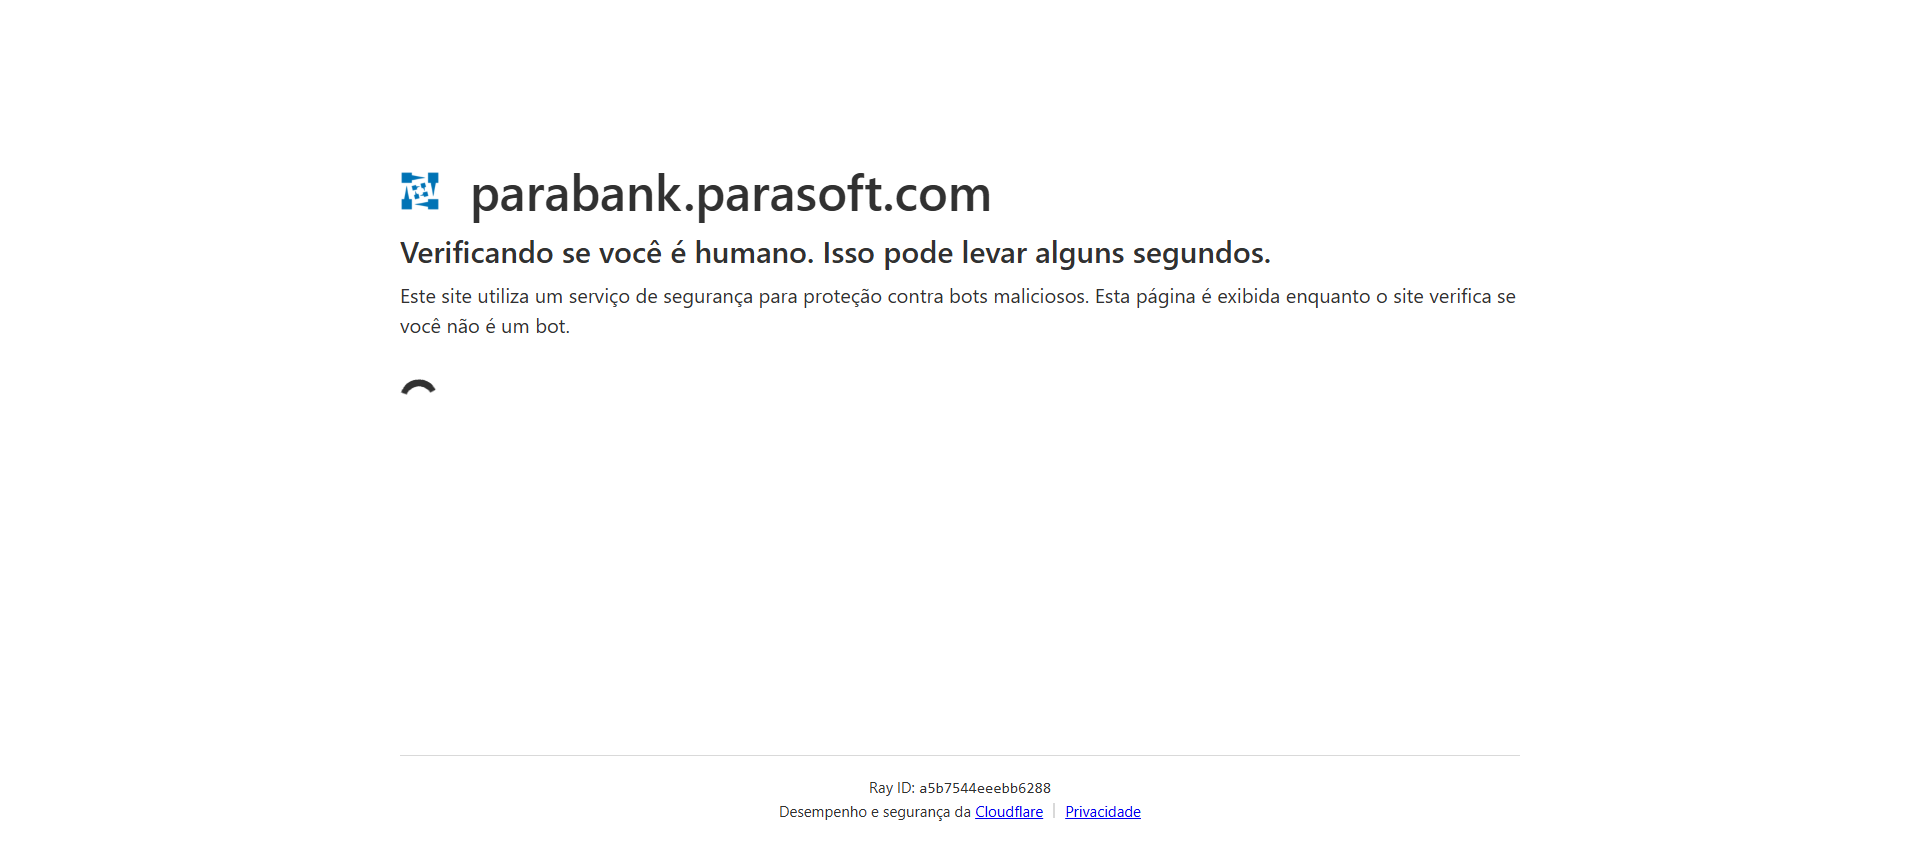 parabank.parasoft.com
Verificando se você é humano. Isso pode levar alguns segundos.
Este site utiliza um serviço de segurança para proteção contra bots maliciosos. Esta página é exibida enquanto o site verifica se
você não é um bot.
Ray ID: a5b7544eeebb6288
Desempenho e segurança da Cloudflare | Privacidade